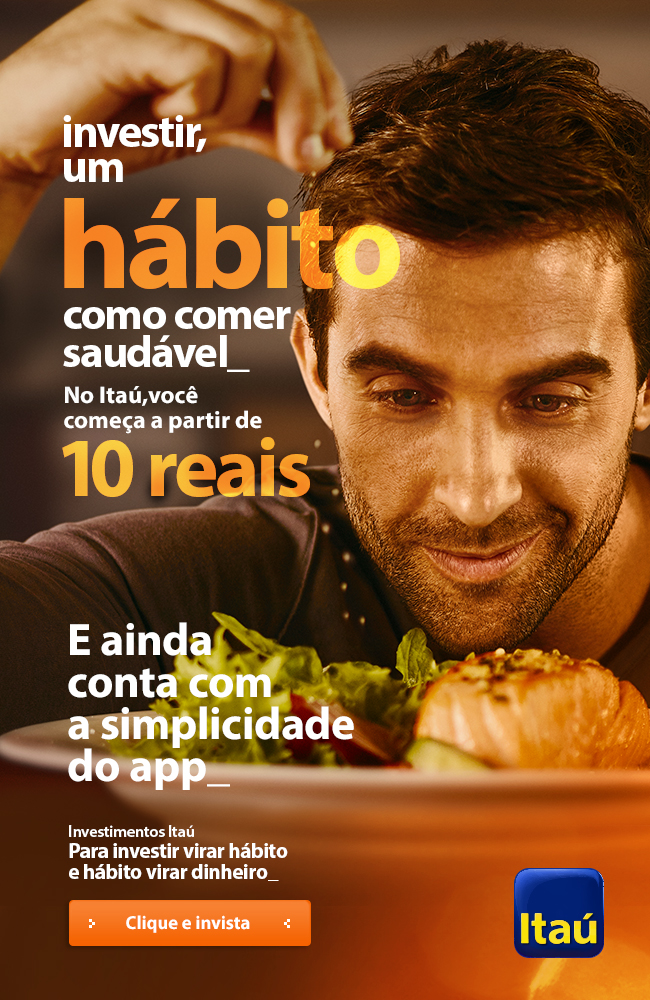 investir,
um
hábito
como comer
saudável_
No Itaú,você
começa a partir de
10 reais
E ainda
conta com
a simplicidade
do app_
Investimentos Itaú
Para investir virar hábito
e hábito virar dinheiro_
Clique e invista
Itaú